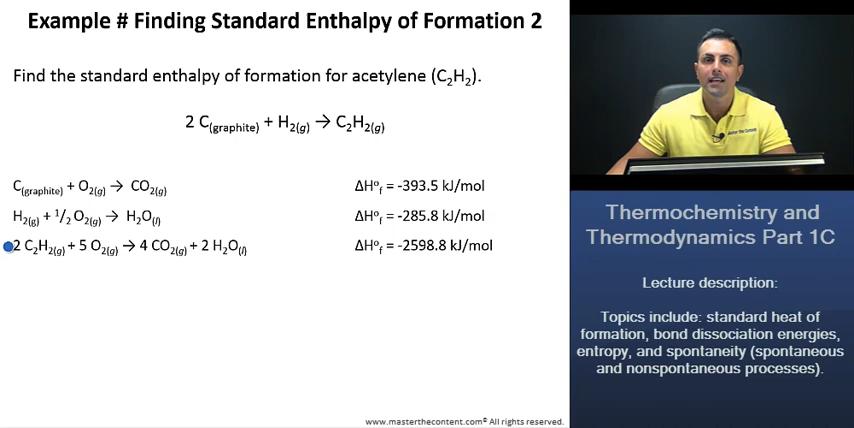 Example # Finding Standard Enthalpy of Formation 2
Find the standard enthalpy of formation for acetylene (C₂H₂).
2 C(graphite) + H₂(g) → C₂H₂(g)
C(graphite) + O₂(g) → CO₂(g) ΔH°f = -393.5 kJ/mol
H₂(g) + ¹/₂ O₂(g) → H₂O(l) ΔH°f = -285.8 kJ/mol
2 C₂H₂(g) + 5 O₂(g) → 4 CO₂(g) + 2 H₂O(l) ΔH°f = -2598.8 kJ/mol
www.masterthecontent.com© All rights reserved.
Master the Content
Thermochemistry and
Thermodynamics Part 1C
Lecture description:
Topics include: standard heat of
formation, bond dissociation energies,
entropy, and spontaneity (spontaneous
and nonspontaneous processes).